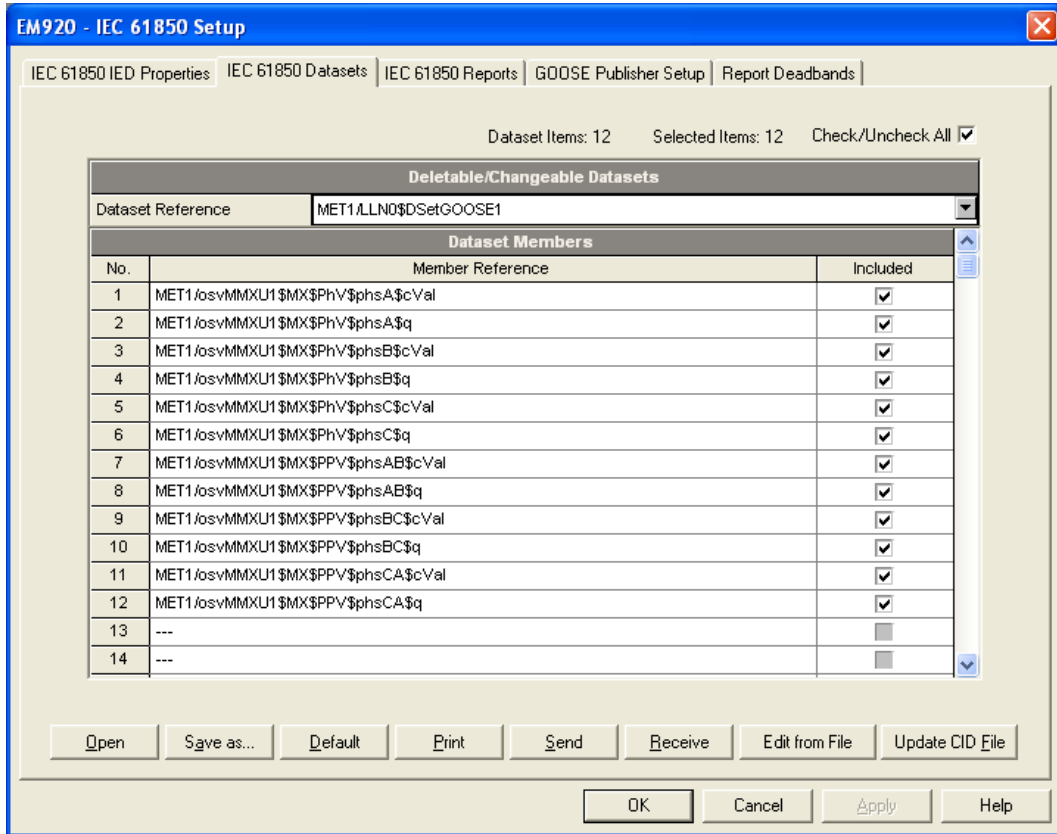 EM920 - IEC 61850 Setup
IEC 61850 IED Properties IEC 61850 Datasets IEC 61850 Reports GOOSE Publisher Setup Report Deadbands
Dataset Items: 12 Selected Items: 12 Check/Uncheck All
Deletable/Changeable Datasets
Dataset Reference MET1/LLN0$DSetGOOSE1
Dataset Members
No. Member Reference Included
1 MET1/osvMMXU1$MX$PhV$phsA$cVal
2 MET1/osvMMXU1$MX$PhV$phsA$q
3 MET1/osvMMXU1$MX$PhV$phsB$cVal
4 MET1/osvMMXU1$MX$PhV$phsB$q
5 MET1/osvMMXU1$MX$PhV$phsC$cVal
6 MET1/osvMMXU1$MX$PhV$phsC$q
7 MET1/osvMMXU1$MX$PPV$phsAB$cVal
8 MET1/osvMMXU1$MX$PPV$phsAB$q
9 MET1/osvMMXU1$MX$PPV$phsBC$cVal
10 MET1/osvMMXU1$MX$PPV$phsBC$q
11 MET1/osvMMXU1$MX$PPV$phsCA$cVal
12 MET1/osvMMXU1$MX$PPV$phsCA$q
13 ---
14 ---
Open Save as... Default Print Send Receive Edit from File Update CID File
OK Cancel Apply Help